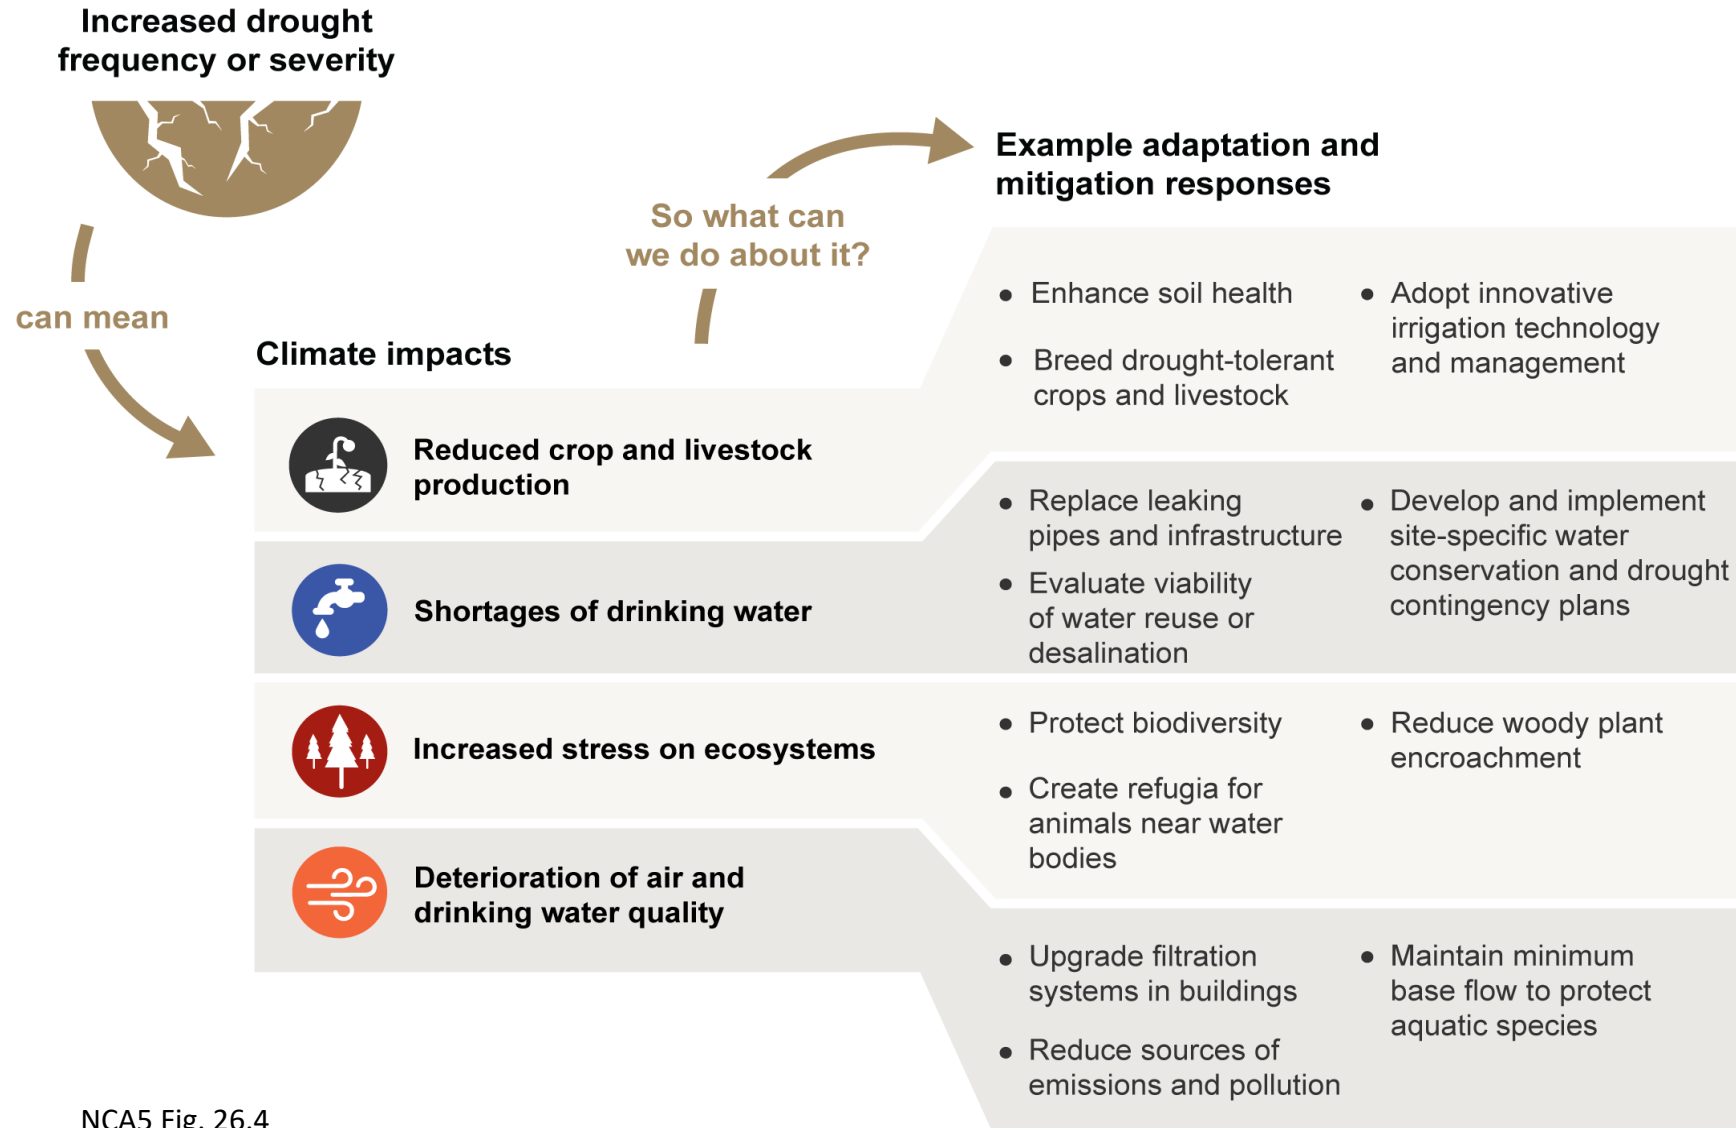 Increased drought
frequency or severity
can mean
Climate impacts
So what can
we do about it?
Example adaptation and
mitigation responses
Reduced crop and livestock
production
• Enhance soil health
• Breed drought-tolerant
crops and livestock
• Adopt innovative
irrigation technology
and management
Shortages of drinking water
• Replace leaking
pipes and infrastructure
• Evaluate viability
of water reuse or
desalination
• Develop and implement
site-specific water
conservation and drought
contingency plans
Increased stress on ecosystems
• Protect biodiversity
• Create refugia for
animals near water
bodies
• Reduce woody plant
encroachment
Deterioration of air and
drinking water quality
• Upgrade filtration
systems in buildings
• Reduce sources of
emissions and pollution
• Maintain minimum
base flow to protect
aquatic species
NCA5 Fig. 26.4